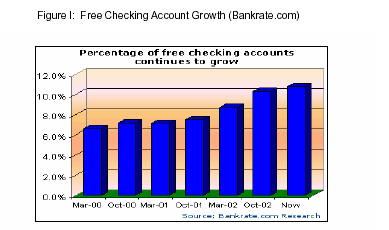 Figure I: Free Checking Account Growth (Bankrate.com)
Percentage of free checking accounts
continues to grow
12.0%
10.0%
8.0%
6.0%
4.0%
2.0%
0.0%
Mar-00 Oct-00 Mar-01 Oct-01 Mar-02 Oct-02 Now
Source: Bankrate.com Research